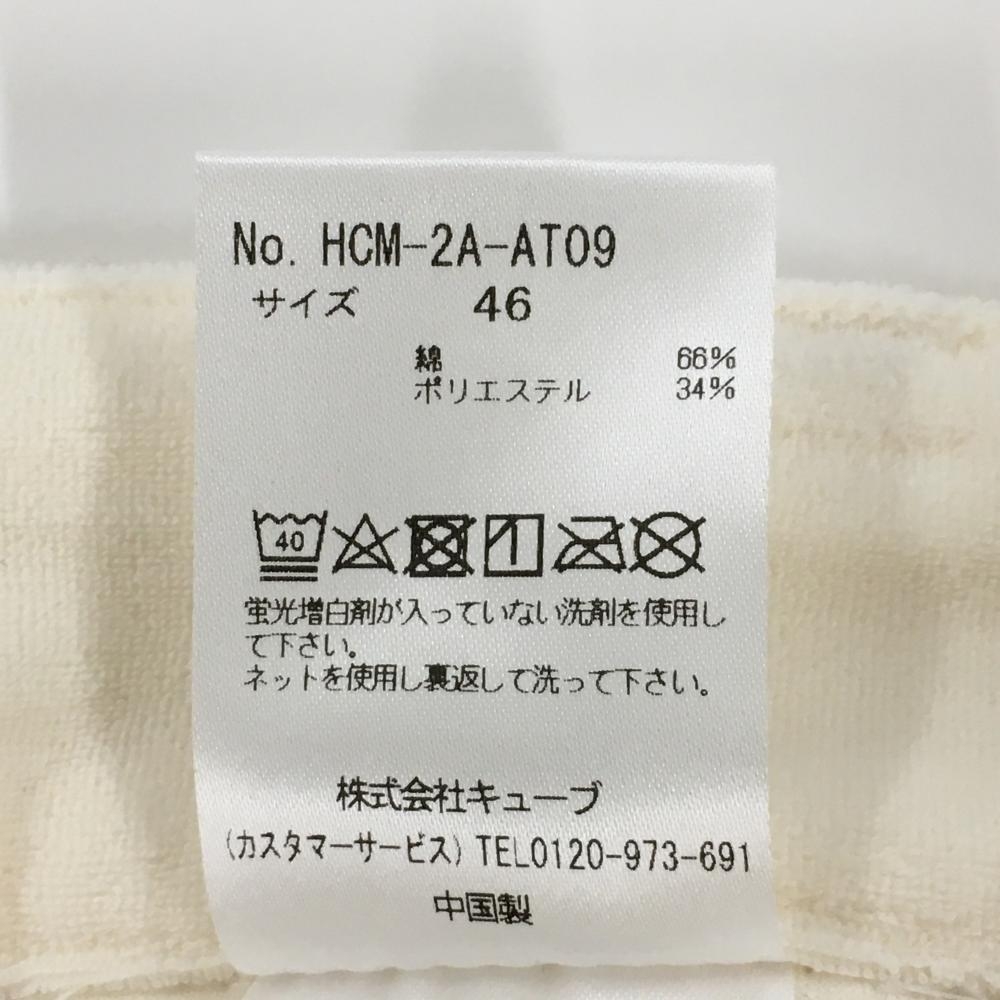 No. HCM-2A-AT09
サイズ 46
綿 66%
ポリエステル 34%
40
蛍光増白剤が入っていない洗剤を使用し
て下さい。
ネットを使用し裏返して洗って下さい。
株式会社キューブ
(カスタマーサービス) TEL0120-973-691
中国製